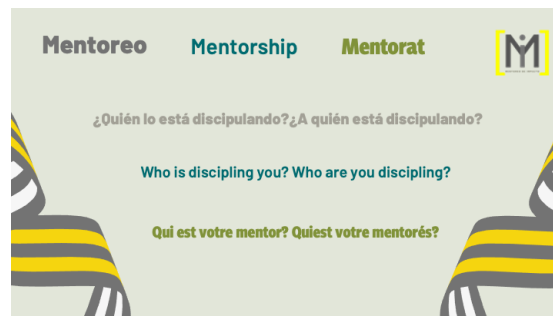 Mentoreo Mentorship Mentorat
¿Quién lo está discipulando?¿A quién está discipulando?
Who is discipling you? Who are you discipling?
Qui est votre mentor? Quiest votre mentorés?